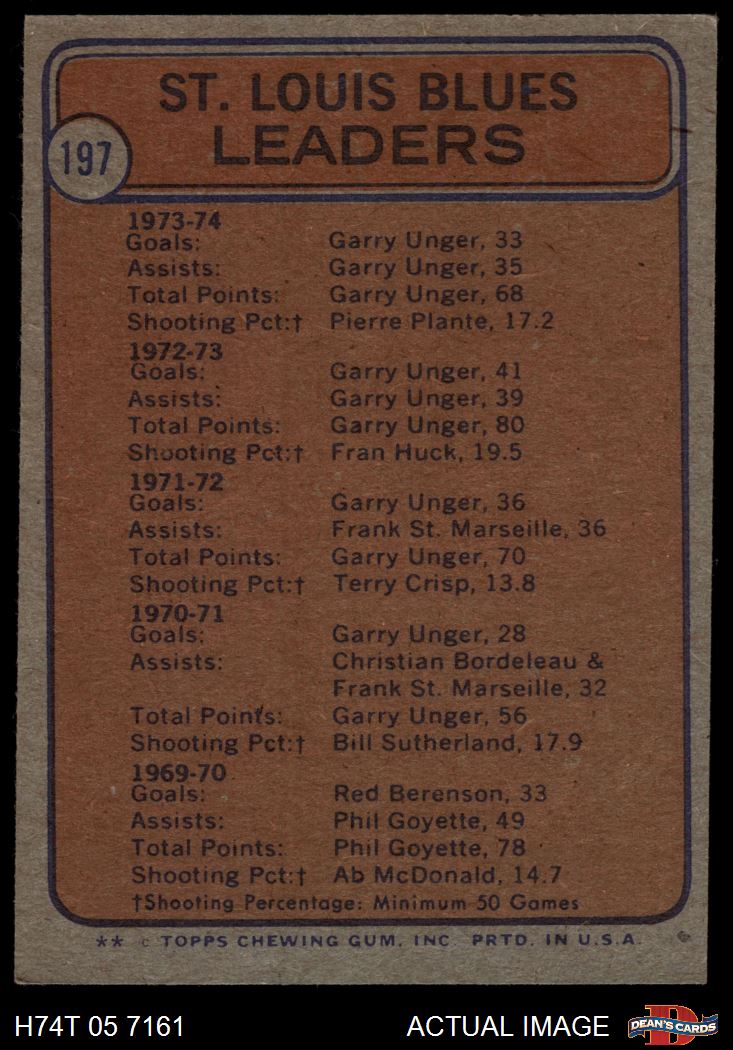 ST. LOUIS BLUES
LEADERS
197
1973-74
Goals: Garry Unger, 33
Assists: Garry Unger, 35
Total Points: Garry Unger, 68
Shooting Pct:† Pierre Plante, 17.2
1972-73
Goals: Garry Unger, 41
Assists: Garry Unger, 39
Total Points: Garry Unger, 80
Shooting Pct:† Fran Huck, 19.5
1971-72
Goals: Garry Unger, 36
Assists: Frank St. Marseille, 36
Total Points: Garry Unger, 70
Shooting Pct:† Terry Crisp, 13.8
1970-71
Goals: Garry Unger, 28
Assists: Christian Bordeleau &
Frank St. Marseille, 32
Total Points: Garry Unger, 56
Shooting Pct:† Bill Sutherland, 17.9
1969-70
Goals: Red Berenson, 33
Assists: Phil Goyette, 49
Total Points: Phil Goyette, 78
Shooting Pct:† Ab McDonald, 14.7
†Shooting Percentage: Minimum 50 Games
** © TOPPS CHEWING GUM, INC. PRTD. IN U.S.A.
H74T 05 7161 ACTUAL IMAGE D DEAN'S CARDS